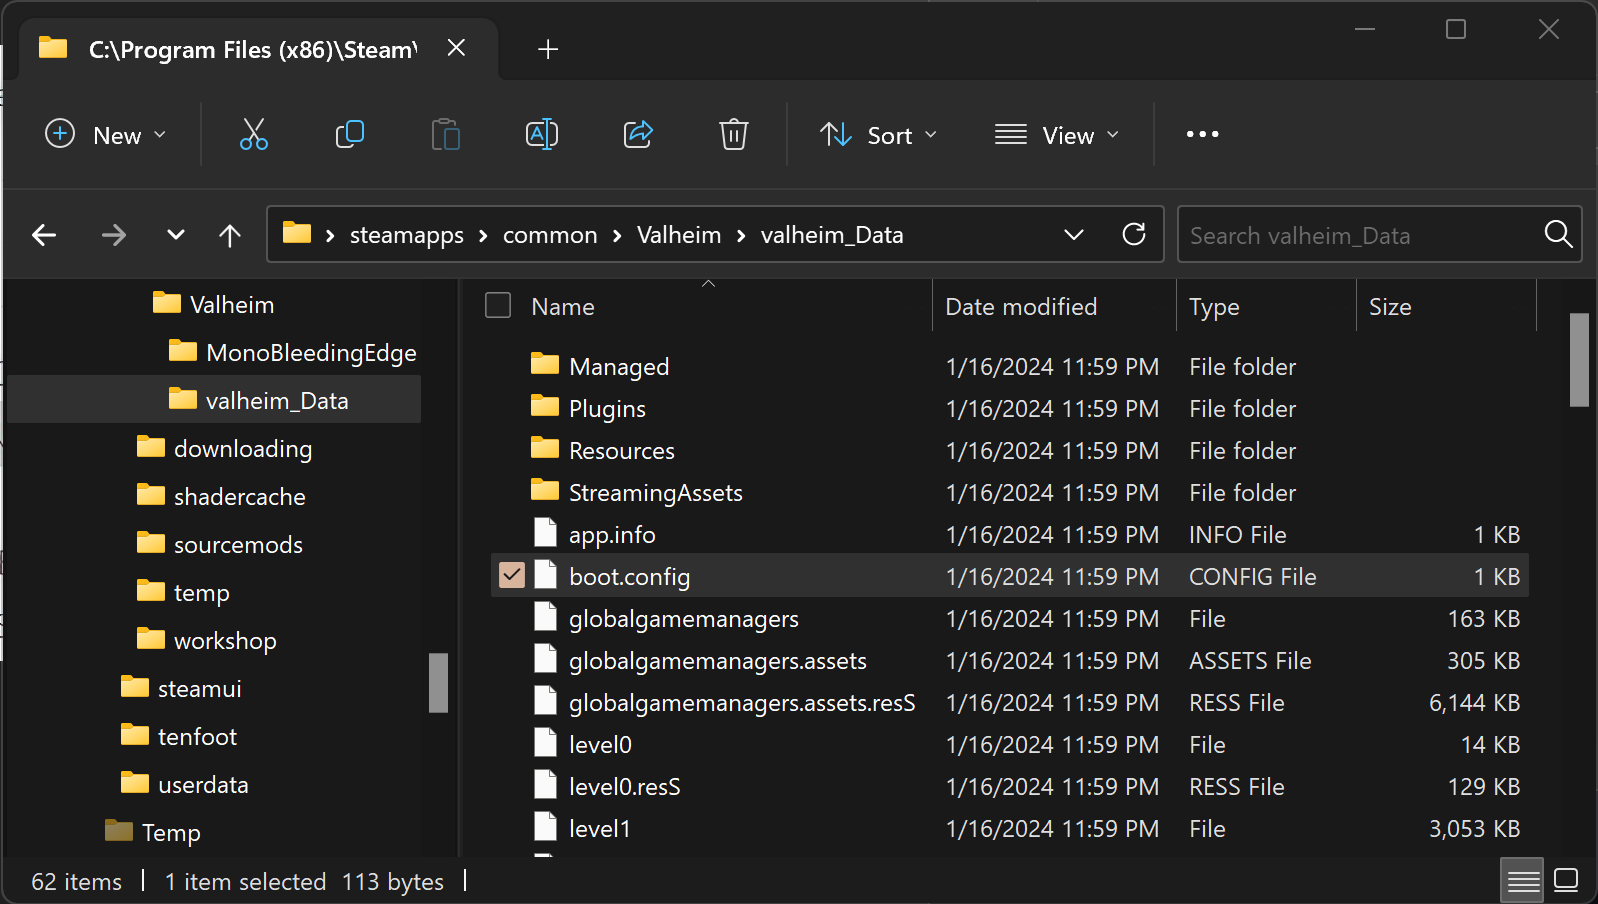 C:\Program Files (x86)\Steam\
New
Sort
View
steamapps > common > Valheim > valheim_Data
Search valheim_Data
Valheim
MonoBleedingEdge
valheim_Data
downloading
shadercache
sourcemods
temp
workshop
steamui
tenfoot
userdata
Temp
Name Date modified Type Size
Managed 1/16/2024 11:59 PM File folder
Plugins 1/16/2024 11:59 PM File folder
Resources 1/16/2024 11:59 PM File folder
StreamingAssets 1/16/2024 11:59 PM File folder
app.info 1/16/2024 11:59 PM INFO File 1 KB
boot.config 1/16/2024 11:59 PM CONFIG File 1 KB
globalgamemanagers 1/16/2024 11:59 PM File 163 KB
globalgamemanagers.assets 1/16/2024 11:59 PM ASSETS File 305 KB
globalgamemanagers.assets.resS 1/16/2024 11:59 PM RESS File 6,144 KB
level0 1/16/2024 11:59 PM File 14 KB
level0.resS 1/16/2024 11:59 PM RESS File 129 KB
level1 1/16/2024 11:59 PM File 3,053 KB
62 items | 1 item selected 113 bytes |